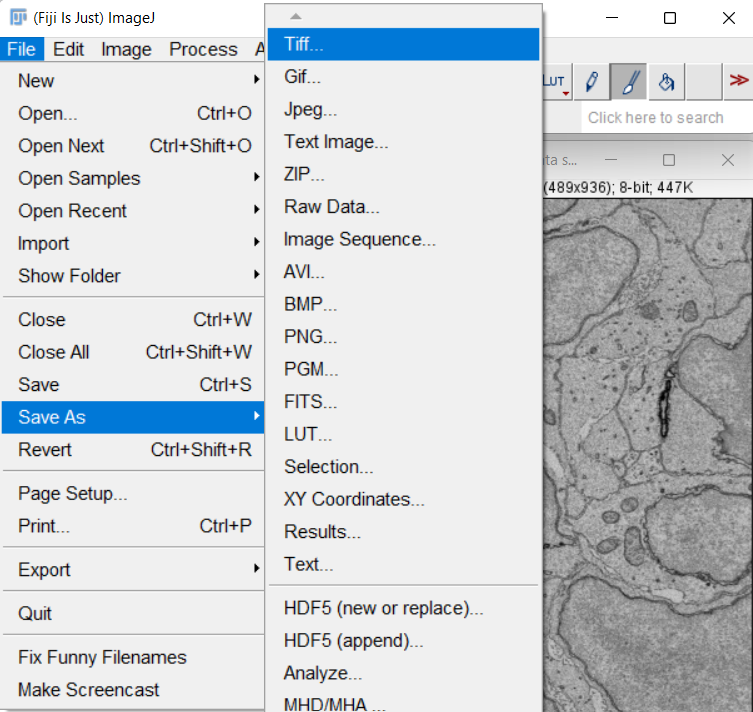 (Fiji Is Just) ImageJ
File Edit Image Process A
New
Open... Ctrl+O
Open Next Ctrl+Shift+O
Open Samples
Open Recent
Import
Show Folder
Close Ctrl+W
Close All Ctrl+Shift+W
Save Ctrl+S
Save As
Revert Ctrl+Shift+R
Page Setup...
Print... Ctrl+P
Export
Quit
Fix Funny Filenames
Make Screencast
Tiff...
Gif...
Jpeg...
Text Image...
ZIP...
Raw Data...
Image Sequence...
AVI...
BMP...
PNG...
PGM...
FITS...
LUT...
Selection...
XY Coordinates...
Results...
Text...
HDF5 (new or replace)...
HDF5 (append)...
Analyze...
MHD/MHA ...
LUT
>>
Click here to search
ta s...
(489x936); 8-bit; 447K